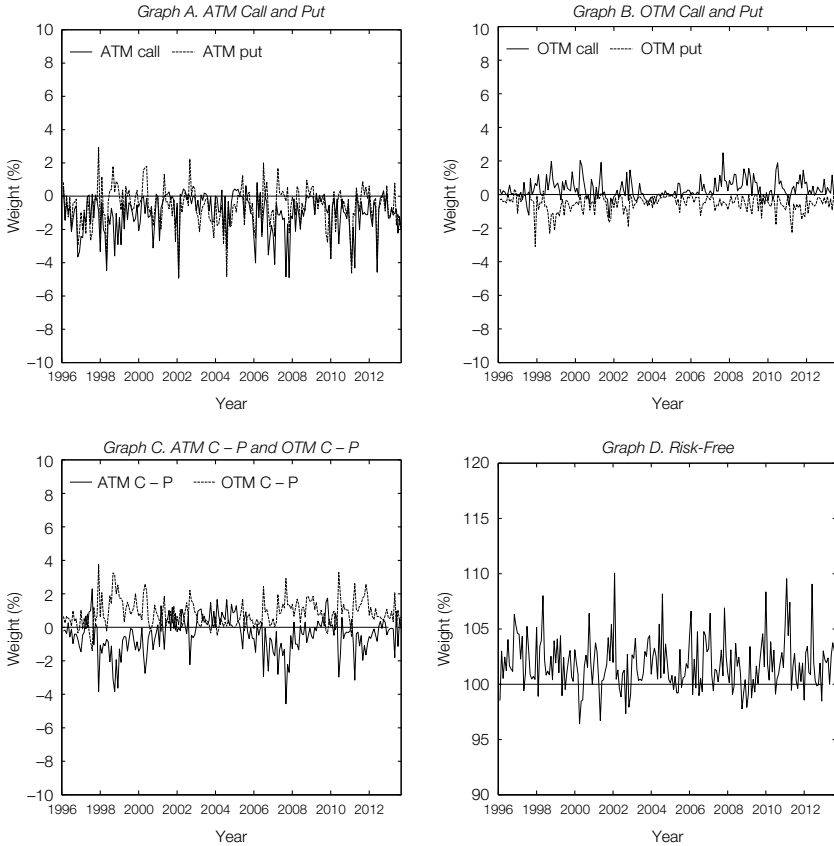 Graph A. ATM Call and Put
10
8
6
4
2
0
−2
−4
−6
−8
−10
Weight (%)
ATM call ATM put
1996 1998 2000 2002 2004 2006 2008 2010 2012
Year
Graph B. OTM Call and Put
10
8
6
4
2
0
−2
−4
−6
−8
−10
Weight (%)
OTM call OTM put
1996 1998 2000 2002 2004 2006 2008 2010 2012
Year
Graph C. ATM C – P and OTM C – P
10
8
6
4
2
0
−2
−4
−6
−8
−10
Weight (%)
ATM C – P OTM C – P
1996 1998 2000 2002 2004 2006 2008 2010 2012
Year
Graph D. Risk-Free
120
115
110
105
100
95
90
Weight (%)
1996 1998 2000 2002 2004 2006 2008 2010 2012
Year